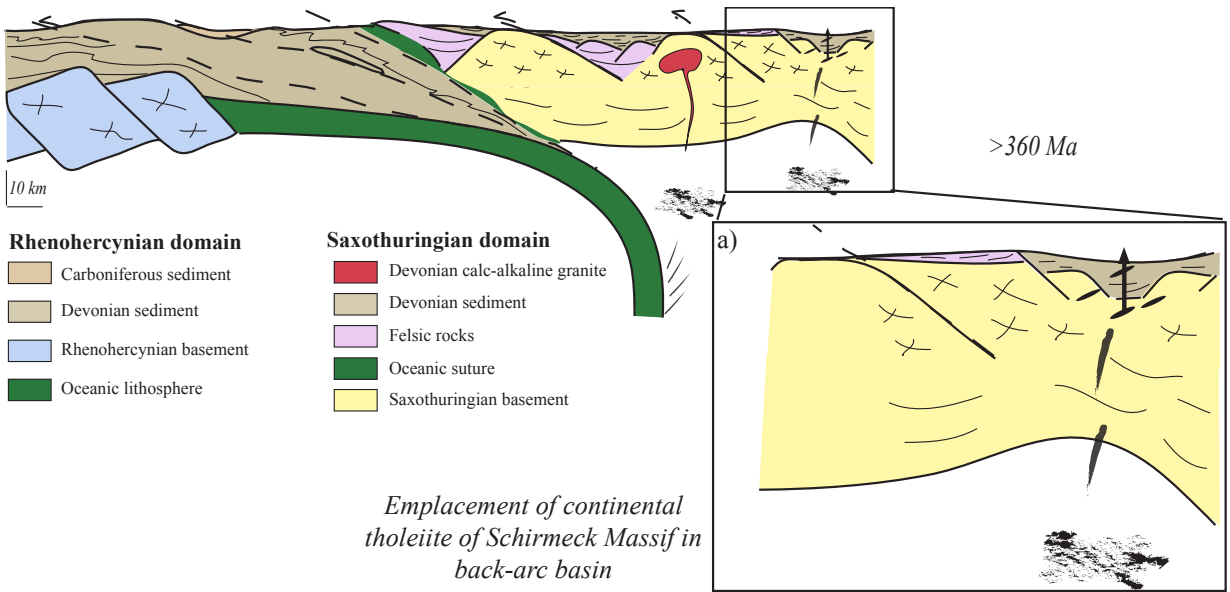 >360 Ma
10 km
a)
Rhenohercynian domain
Carboniferous sediment
Devonian sediment
Rhenohercynian basement
Oceanic lithosphere
Saxothuringian domain
Devonian calc-alkaline granite
Devonian sediment
Felsic rocks
Oceanic suture
Saxothuringian basement
Emplacement of continental
tholeiite of Schirmeck Massif in
back-arc basin